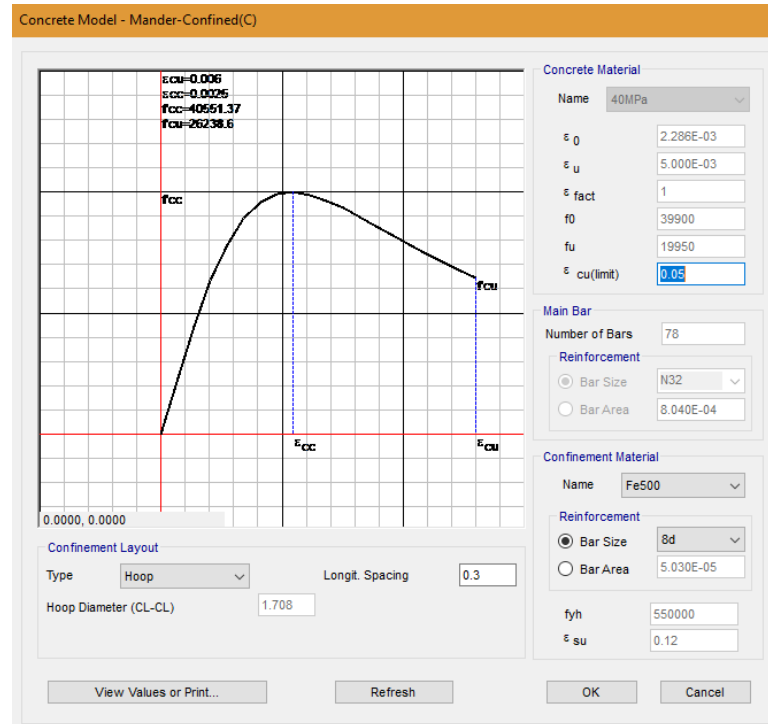 Concrete Model - Mander-Confined(C)
εcu=0.006
εcc=0.0025
fcc=40551.37
fcu=26238.6
fcc
fcu
εcc
εcu
0.0000, 0.0000
Confinement Layout
Type Hoop Longit. Spacing 0.3
Hoop Diameter (CL-CL) 1.708
View Values or Print... Refresh OK Cancel
Concrete Material
Name 40MPa
ε 0 2.286E-03
ε u 5.000E-03
ε fact 1
f0 39900
fu 19950
ε cu(limit) 0.05
Main Bar
Number of Bars 78
Reinforcement
Bar Size N32
Bar Area 8.040E-04
Confinement Material
Name Fe500
Reinforcement
Bar Size 8d
Bar Area 5.030E-05
fyh 550000
ε su 0.12